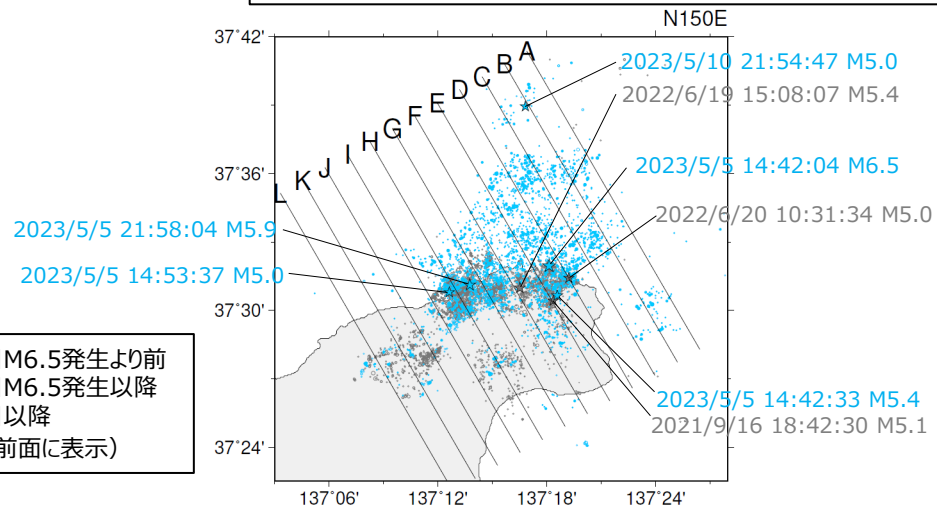 N150E
37°42'
37°36'
37°30'
37°24'
137°06'
137°12'
137°18'
137°24'
A
B
C
D
E
F
G
H
I
J
K
L
2023/5/10 21:54:47 M5.0
2022/6/19 15:08:07 M5.4
2023/5/5 14:42:04 M6.5
2022/6/20 10:31:34 M5.0
2023/5/5 21:58:04 M5.9
2023/5/5 14:53:37 M5.0
2023/5/5 14:42:33 M5.4
2021/9/16 18:42:30 M5.1
M6.5発生より前
M6.5発生以降
以降
前面に表示）